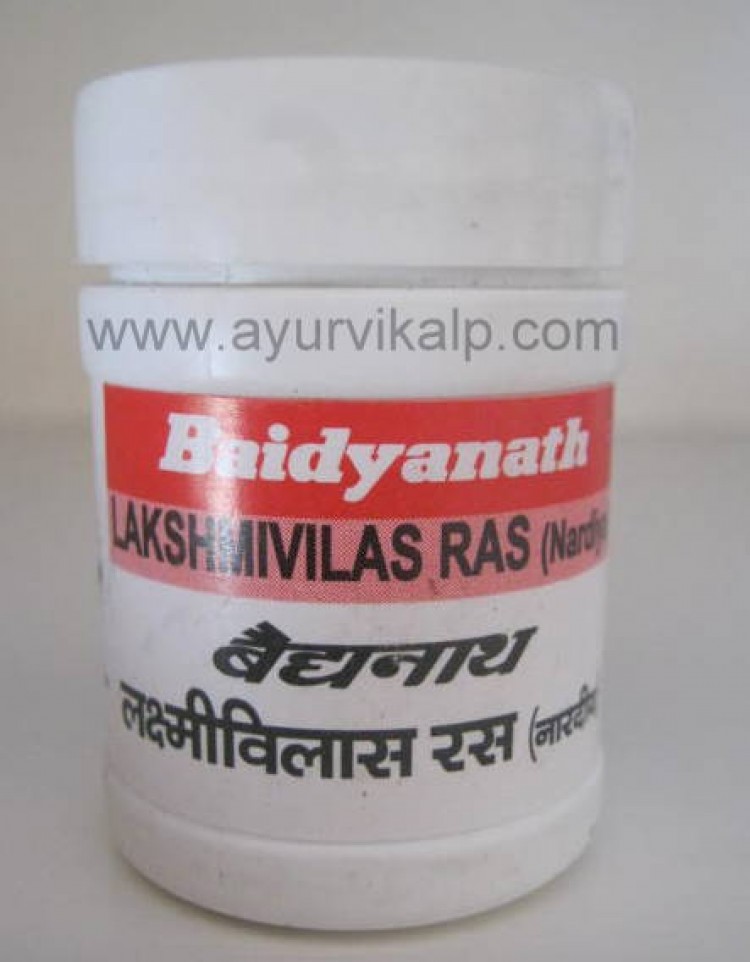 www.ayurvikalp.com
Baidyanath
LAKSHMIVILAS RAS
बैद्यनाथ
लक्ष्मीविलास रस